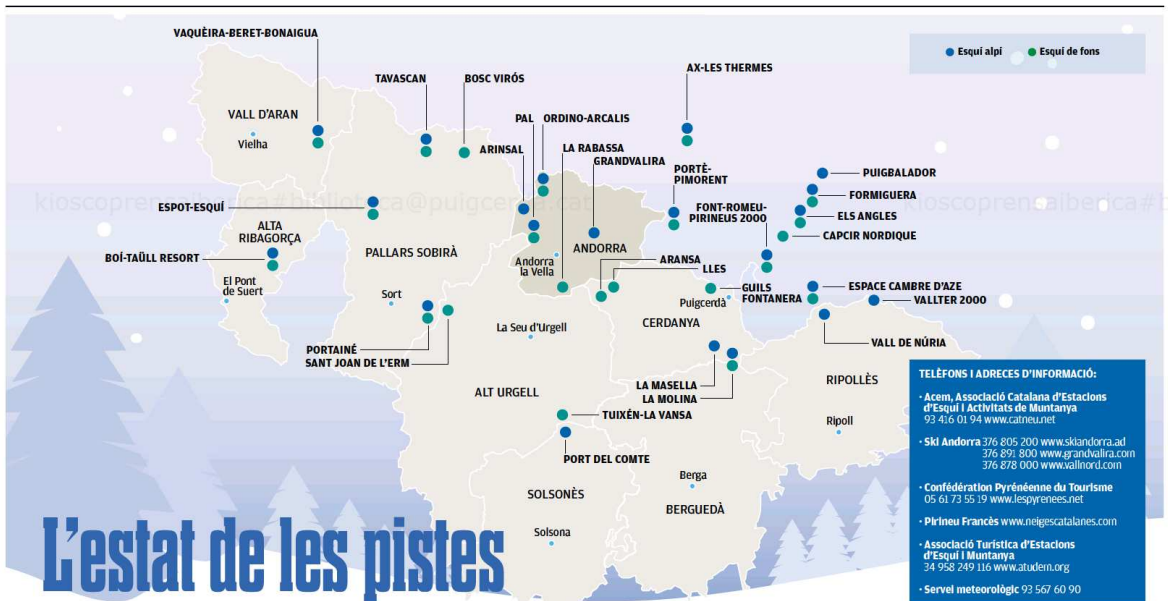 VAQUÈIRA-BERET-BONAIGUA
TAVASCAN
BOSC VIRÓS
AX-LES THERMES
Esquí alpí
Esquí de fons
VALL D'ARAN
Vielha
PAL
ORDINO-ARCALIS
ARINSAL
LA RABASSA
GRANDVALIRA
PORTÈ-
PIMORENT
PUIGBALADOR
FORMIGUERA
FONT-ROMEU-
PIRINEUS 2000
ELS ANGLES
CAPCIR NORDIQUE
kioscoprensaiberica#biblioteca@puigcerda.cat
kioscoprensaiberica#b
ESPOT-ESQUÍ
ALTA
RIBAGORÇA
PALLARS SOBIRÀ
ANDORRA
Andorra
la Vella
BOÍ-TAÜLL RESORT
ARANSA
LLES
El Pont
de Suert
Sort
GUILS
FONTANERA
Puigcerdà
ESPACE CAMBRE D'AZE
VALLTER 2000
La Seu d'Urgell
CERDANYA
VALL DE NÚRIA
PORTAINÉ
SANT JOAN DE L'ERM
ALT URGELL
LA MASELLA
LA MOLINA
RIPOLLÈS
Ripoll
TUIXÉN-LA VANSA
PORT DEL COMTE
SOLSONÈS
Solsona
Berga
BERGUEDÀ
L'estat de les pistes
TELÈFONS I ADRECES D'INFORMACIÓ:
· Acem, Associació Catalana d'Estacions
d'Esquí i Activitats de Muntanya
93 416 01 94 www.catneu.net
· Ski Andorra 376 805 200 www.skiandorra.ad
376 891 800 www.grandvalira.com
376 878 000 www.vallnord.com
· Confédération Pyrénéenne du Tourisme
05 61 73 55 19 www.lespyrenees.net
· Pirineu Francès www.neigescatalanes.com
· Associació Turística d'Estacions
d'Esquí i Muntanya
34 958 249 116 www.atudem.org
· Servei meteorològic 93 567 60 90